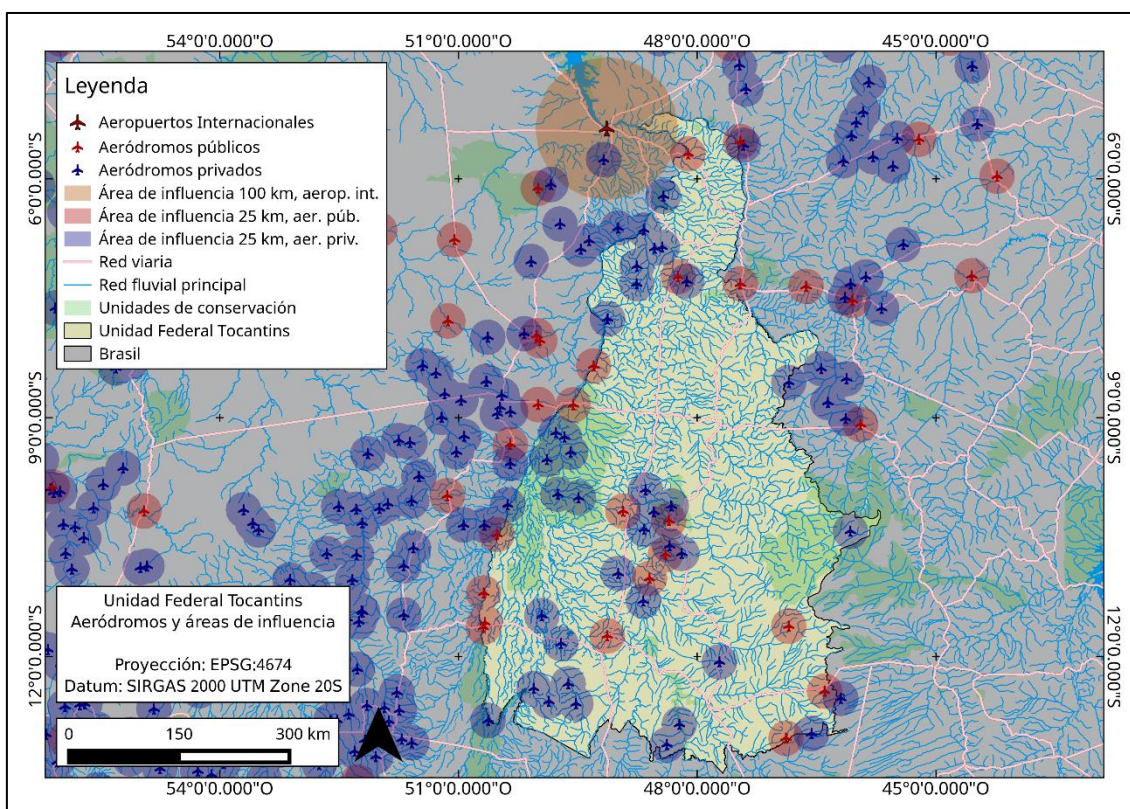 54°0'0.000"O
51°0'0.000"O
48°0'0.000"O
45°0'0.000"O
Leyenda
Aeropuertos Internacionales
Aeródromos públicos
Aeródromos privados
Área de influencia 100 km, aerop. int.
Área de influencia 25 km, aer. púb.
Área de influencia 25 km, aer. priv.
Red viaria
Red fluvial principal
Unidades de conservación
Unidad Federal Tocantins
Brasil
6°0'0.000"S
6°0'0.000"S
9°0'0.000"S
9°0'0.000"S
12°0'0.000"S
12°0'0.000"S
Unidad Federal Tocantins
Aeródromos y áreas de influencia
Proyección: EPSG:4674
Datum: SIRGAS 2000 UTM Zone 20S
0 150 300 km
54°0'0.000"O
51°0'0.000"O
48°0'0.000"O
45°0'0.000"O